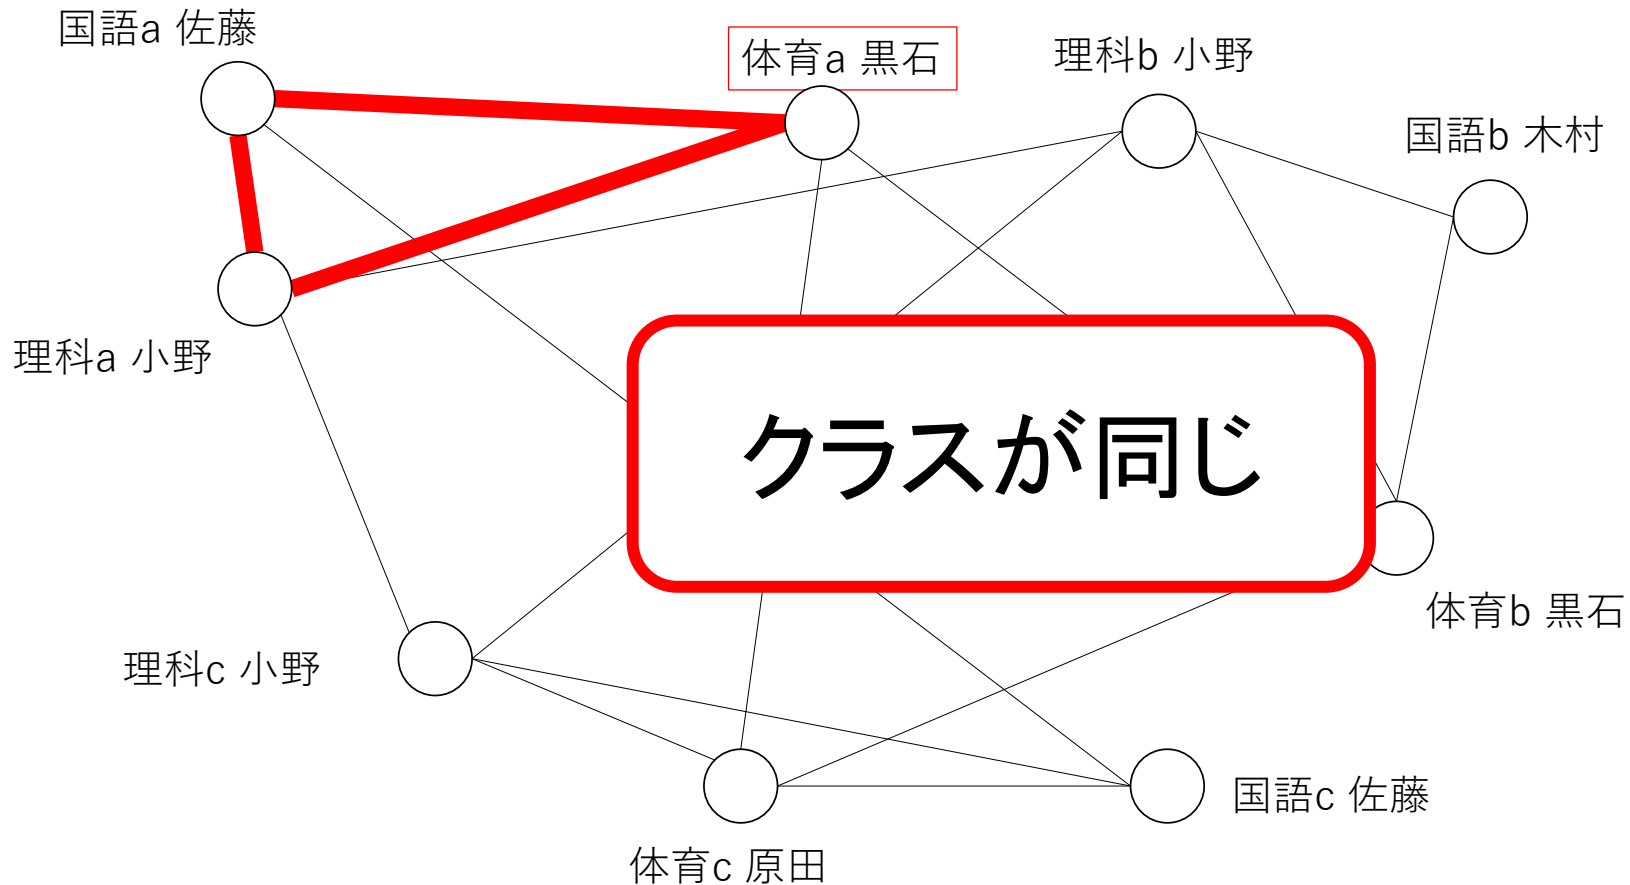 国語a 佐藤
体育a 黒石
理科b 小野
国語b 木村
理科a 小野
クラスが同じ
体育b 黒石
理科c 小野
国語c 佐藤
体育c 原田